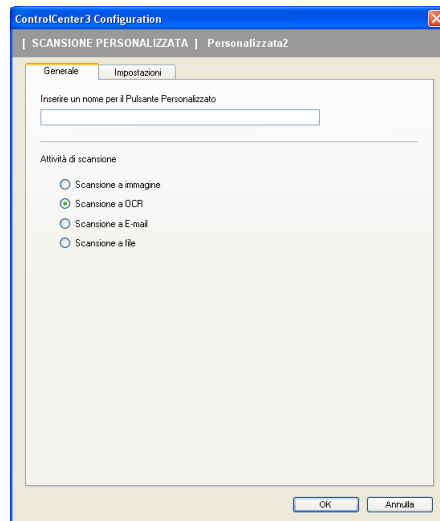 ControlCenter3 Configuration
[ SCANSIONE PERSONALIZZATA ] Personalizzata2
Generale Impostazioni
Inserire un nome per il Pulsante Personalizzato
Attività di scansione
Scansione a immagine
Scansione a OCR
Scansione a E-mail
Scansione a file
OK Annulla